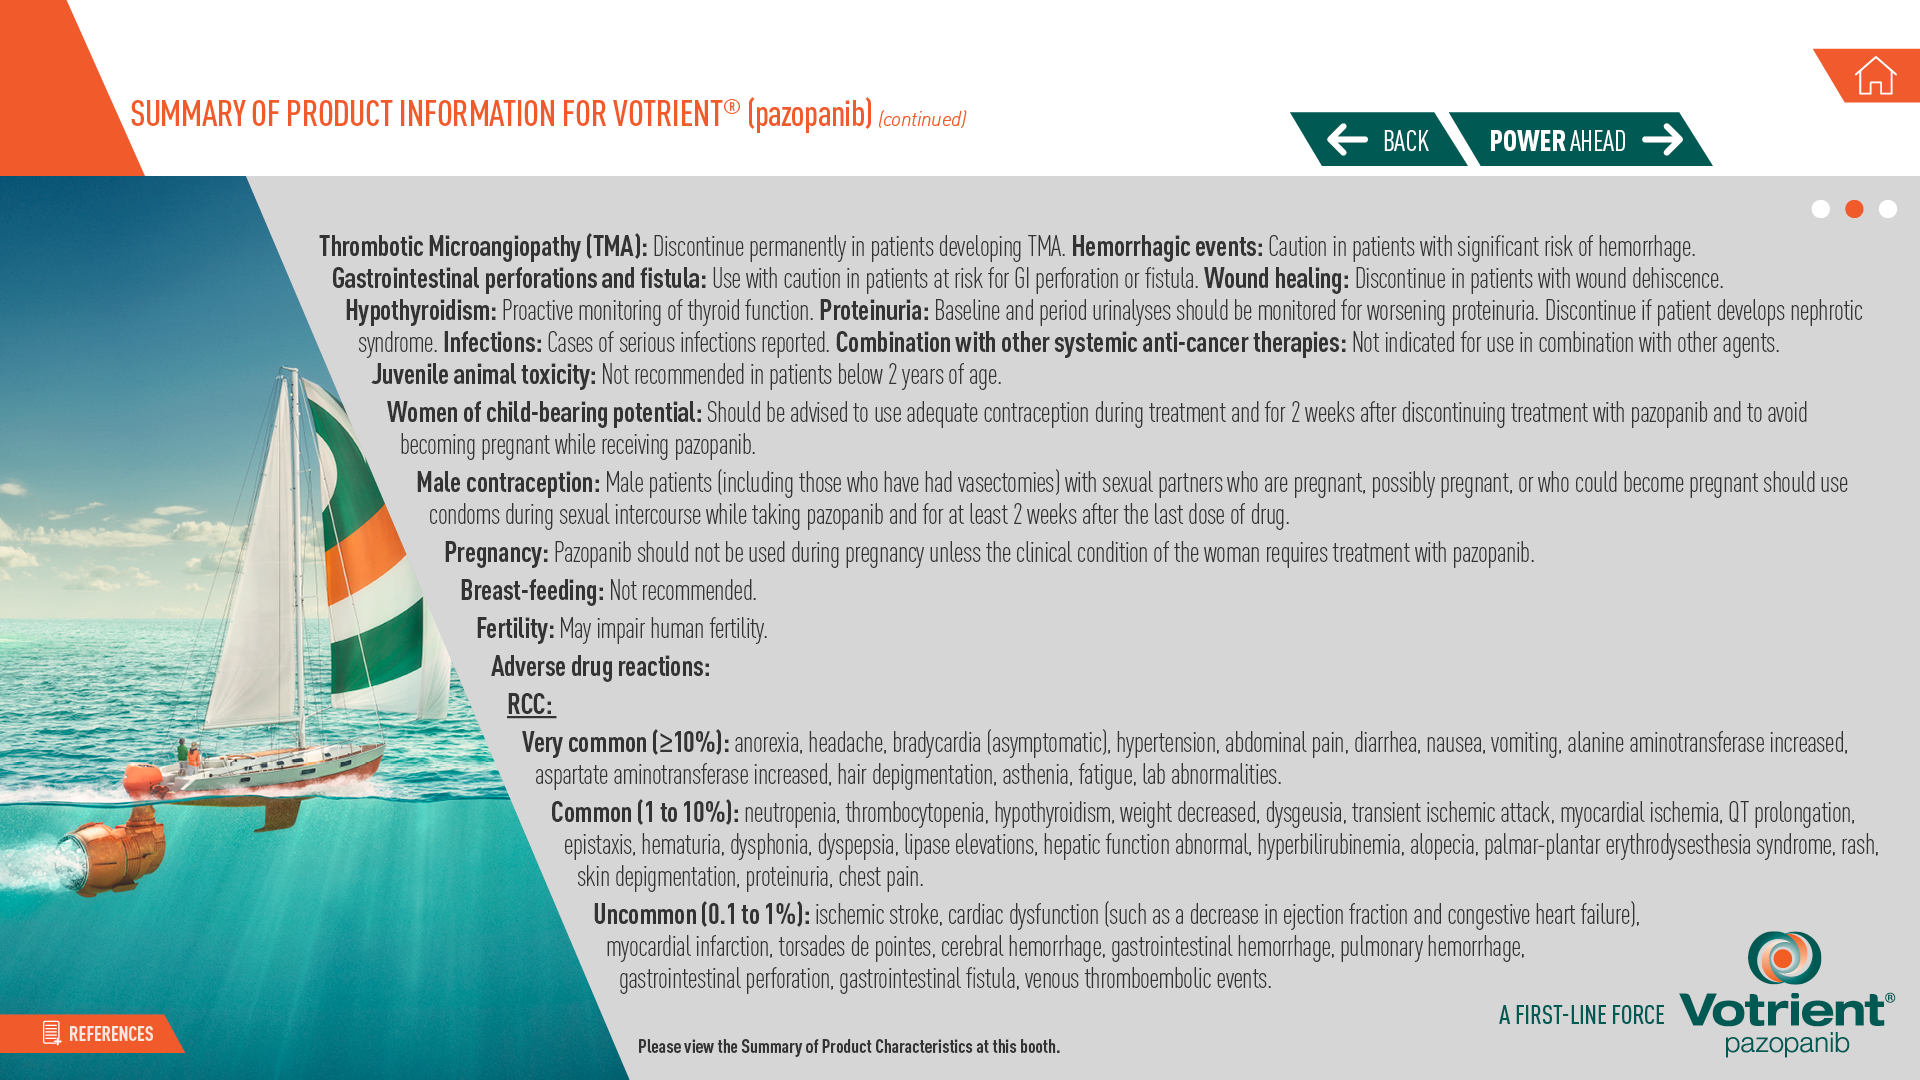 SUMMARY OF PRODUCT INFORMATION FOR VOTRIENT® (pazopanib) (continued)
BACK
POWER AHEAD
Thrombotic Microangiopathy (TMA): Discontinue permanently in patients developing TMA. Hemorrhagic events: Caution in patients with significant risk of hemorrhage.
Gastrointestinal perforations and fistula: Use with caution in patients at risk for GI perforation or fistula. Wound healing: Discontinue in patients with wound dehiscence.
Hypothyroidism: Proactive monitoring of thyroid function. Proteinuria: Baseline and period urinalyses should be monitored for worsening proteinuria. Discontinue if patient develops nephrotic
syndrome. Infections: Cases of serious infections reported. Combination with other systemic anti-cancer therapies: Not indicated for use in combination with other agents.
Juvenile animal toxicity: Not recommended in patients below 2 years of age.
Women of child-bearing potential: Should be advised to use adequate contraception during treatment and for 2 weeks after discontinuing treatment with pazopanib and to avoid
becoming pregnant while receiving pazopanib.
Male contraception: Male patients (including those who have had vasectomies) with sexual partners who are pregnant, possibly pregnant, or who could become pregnant should use
condoms during sexual intercourse while taking pazopanib and for at least 2 weeks after the last dose of drug.
Pregnancy: Pazopanib should not be used during pregnancy unless the clinical condition of the woman requires treatment with pazopanib.
Breast-feeding: Not recommended.
Fertility: May impair human fertility.
Adverse drug reactions:
RCC:
Very common (≥10%): anorexia, headache, bradycardia (asymptomatic), hypertension, abdominal pain, diarrhea, nausea, vomiting, alanine aminotransferase increased,
aspartate aminotransferase increased, hair depigmentation, asthenia, fatigue, lab abnormalities.
Common (1 to 10%): neutropenia, thrombocytopenia, hypothyroidism, weight decreased, dysgeusia, transient ischemic attack, myocardial ischemia, QT prolongation,
epistaxis, hematuria, dysphonia, dyspepsia, lipase elevations, hepatic function abnormal, hyperbilirubinemia, alopecia, palmar-plantar erythrodysesthesia syndrome, rash,
skin depigmentation, proteinuria, chest pain.
Uncommon (0.1 to 1%): ischemic stroke, cardiac dysfunction (such as a decrease in ejection fraction and congestive heart failure),
myocardial infarction, torsades de pointes, cerebral hemorrhage, gastrointestinal hemorrhage, pulmonary hemorrhage,
gastrointestinal perforation, gastrointestinal fistula, venous thromboembolic events.
A FIRST-LINE FORCE
Votrient®
pazopanib
REFERENCES
Please view the Summary of Product Characteristics at this booth.